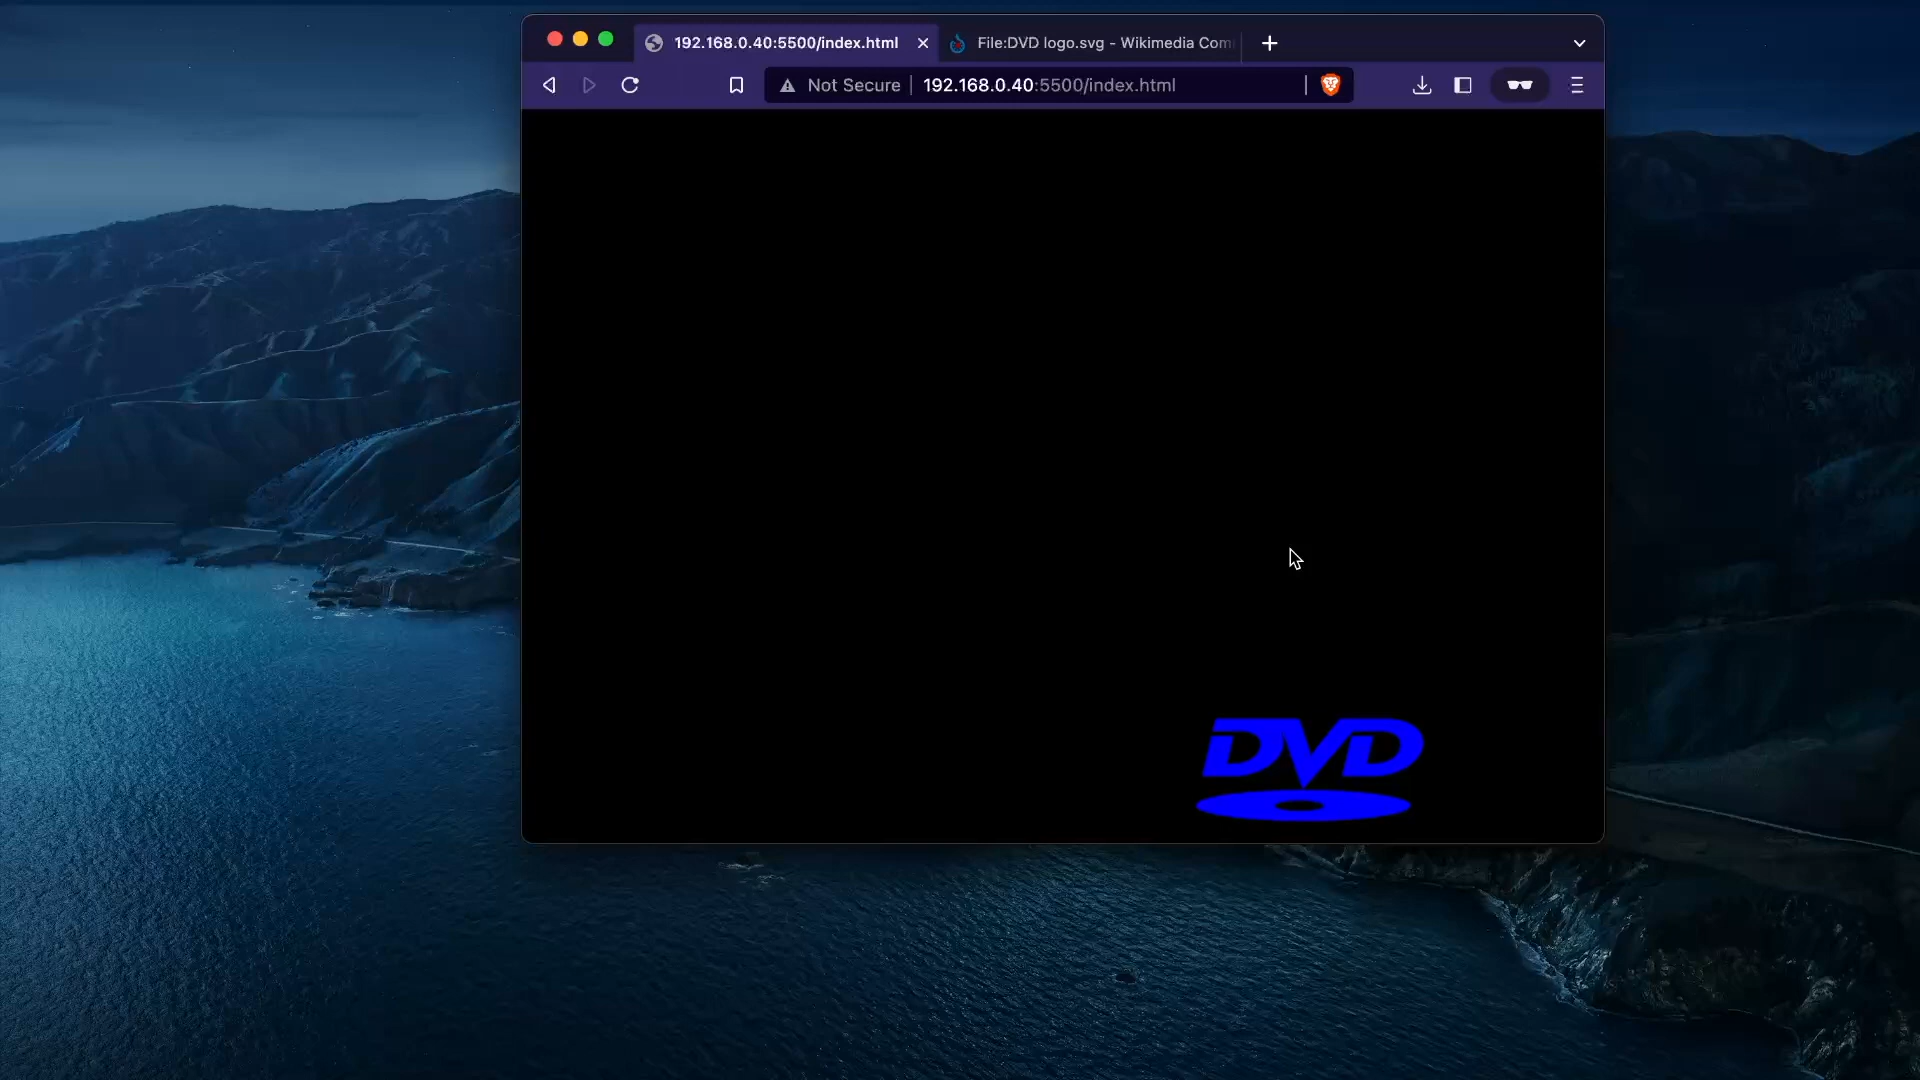 192.168.0.40:5500/index.html
File:DVD logo.svg - Wikimedia Com
Not Secure
192.168.0.40:5500/index.html
DVD